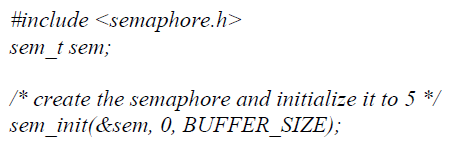 #include <semaphore.h>
sem_t sem;
/* create the semaphore and initialize it to 5 */
sem_init(&sem, 0, BUFFER_SIZE);